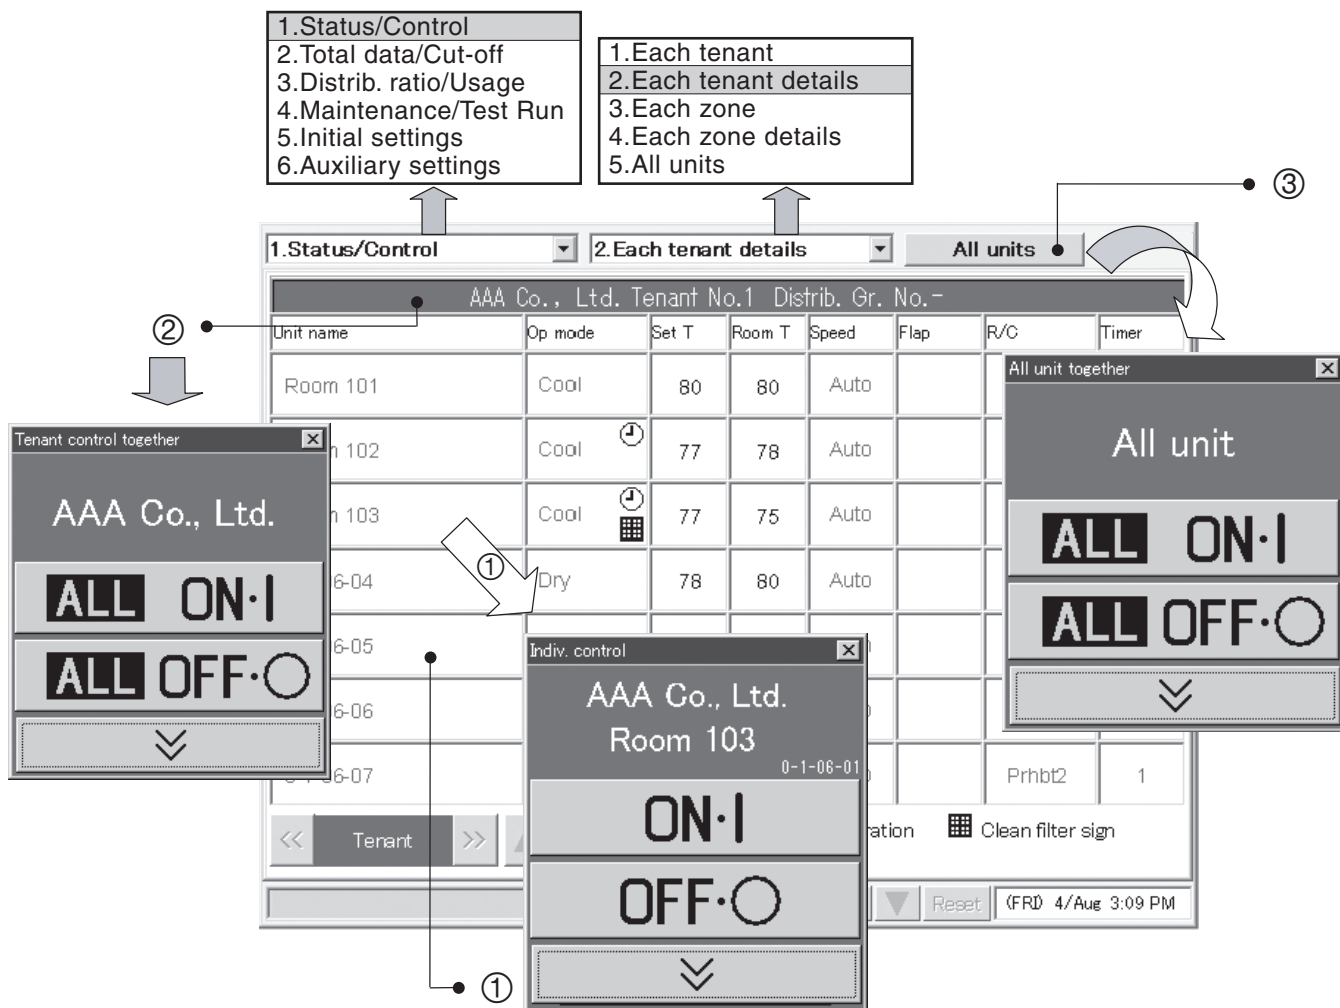 1.Status/Control
2.Total data/Cut-off
3.Distrib. ratio/Usage
4.Maintenance/Test Run
5.Initial settings
6.Auxiliary settings
1.Each tenant
2.Each tenant details
3.Each zone
4.Each zone details
5.All units
③
1.Status/Control 2.Each tenant details All units
AAA Co., Ltd. Tenant No.1 Distrib. Gr. No.-
②
Unit name Op mode Set T Room T Speed Flap R/C Timer
Room 101 Cool 80 80 Auto
102 Cool 77 78 Auto
103 Cool 77 75 Auto
6-04 Dry 78 80 Auto
6-05
6-06
6-07 Prhbt2 1
Tenant control together
AAA Co., Ltd.
ALL ON·I
ALL OFF·○
All unit together
All unit
ALL ON·I
ALL OFF·○
①
Indiv. control
AAA Co., Ltd.
Room 103
0-1-06-01
ON·I
OFF·○
<< Tenant >> Clean filter sign
Reset (FRI) 4/Aug 3:09 PM
①